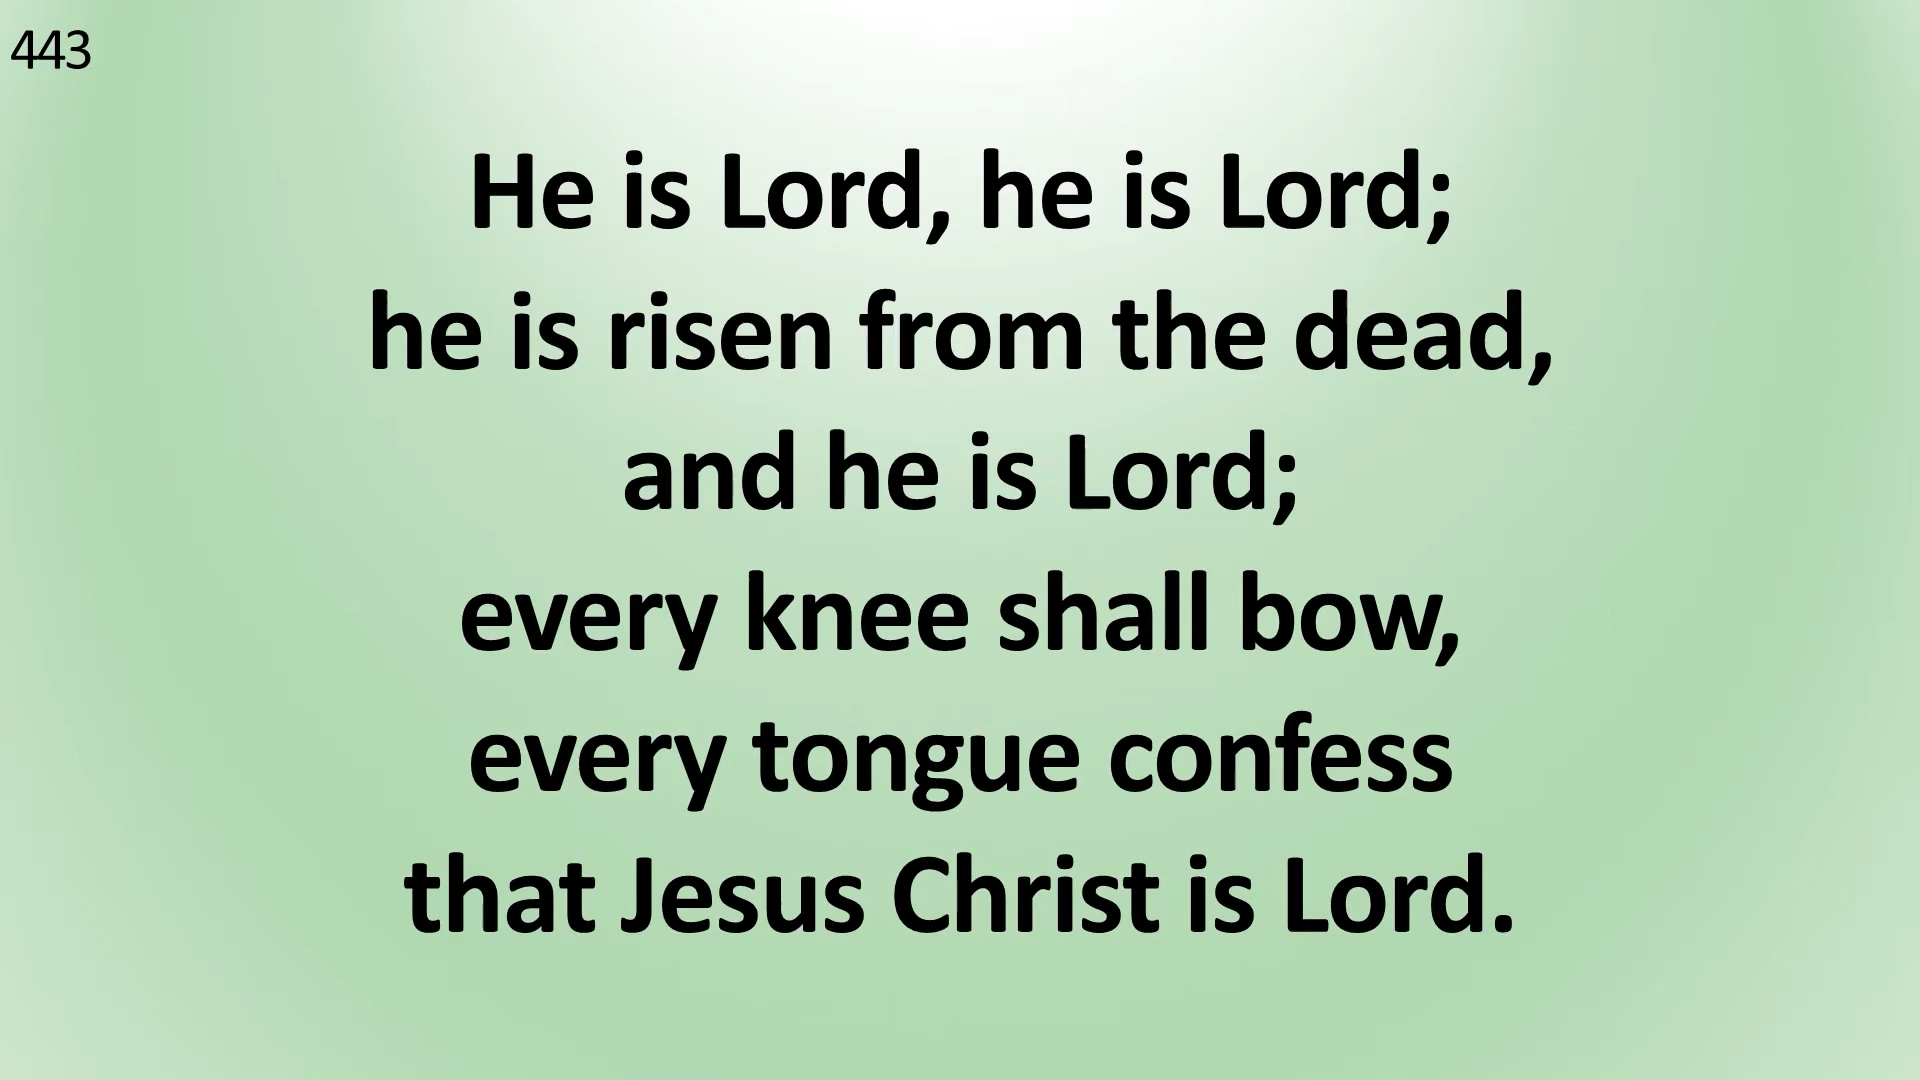 443
He is Lord, he is Lord;
he is risen from the dead,
and he is Lord;
every knee shall bow,
every tongue confess
that Jesus Christ is Lord.